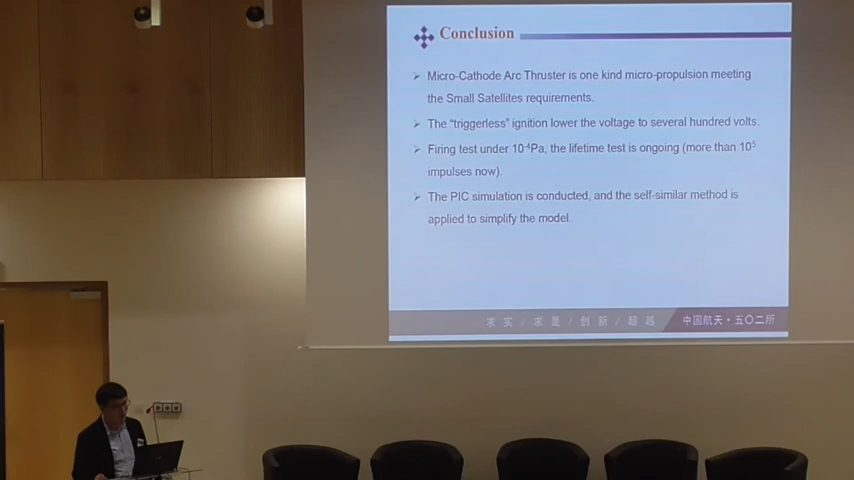 Conclusion
Micro-Cathode Arc Thruster is one kind micro-propulsion meeting
the Small Satellites requirements.
The “triggerless” ignition lower the voltage to several hundred volts.
Firing test under 10⁻⁴Pa, the lifetime test is ongoing (more than 10⁵
impulses now).
The PIC simulation is conducted, and the self-similar method is
applied to simplify the model.
求实/求是/创新/超越 中国航天·五〇二所